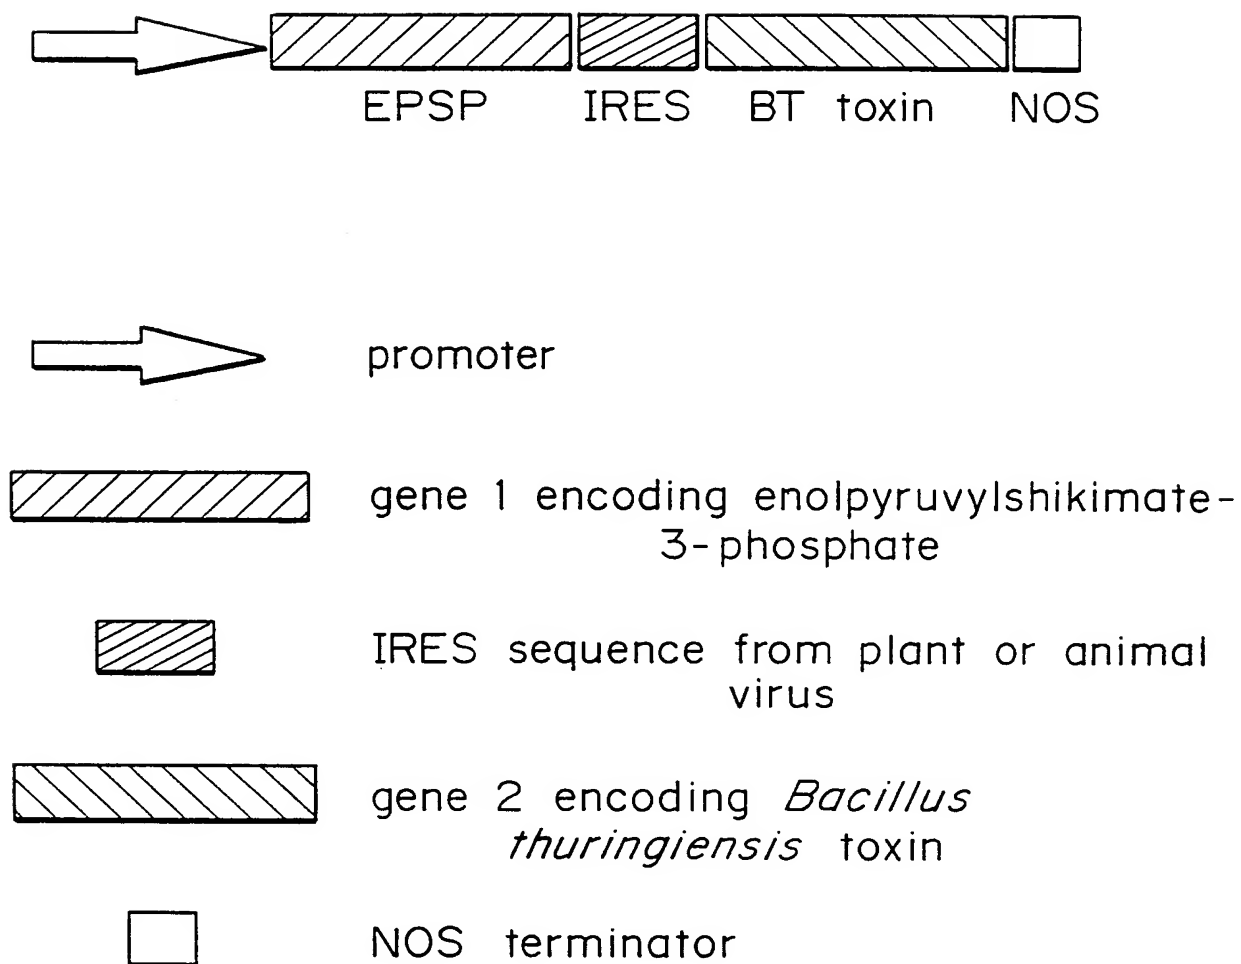 EPSP IRES BT toxin NOS
promoter
gene 1 encoding enolpyruvylshikimate-
3-phosphate
IRES sequence from plant or animal
virus
gene 2 encoding Bacillus
thuringiensis toxin
NOS terminator